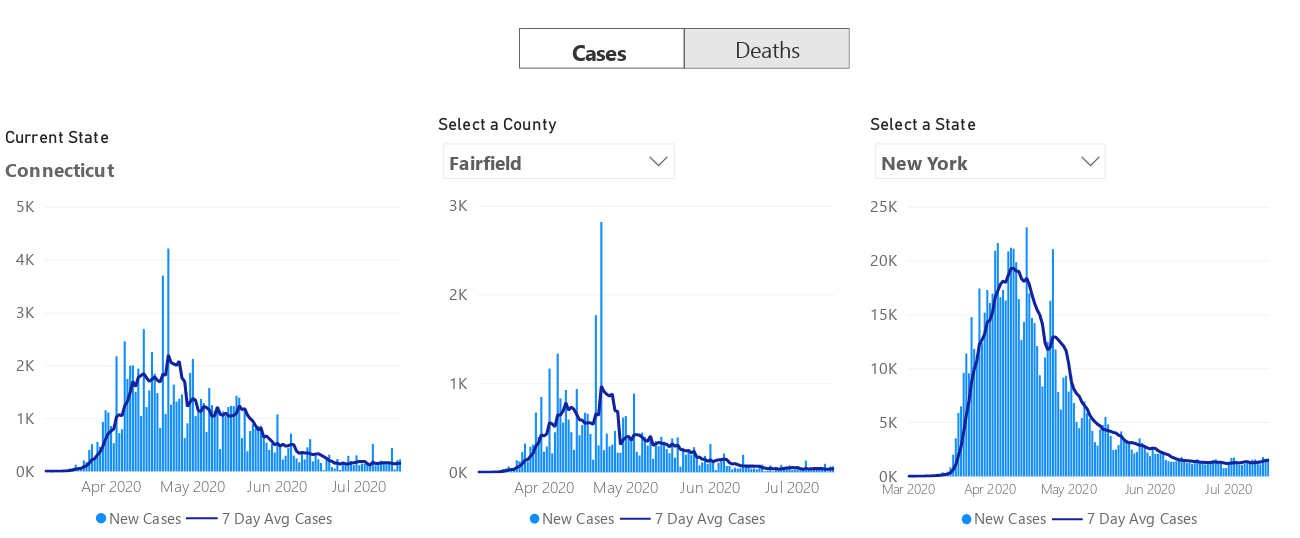 Cases
Deaths
Current State
Connecticut
5K
4K
3K
2K
1K
0K
Apr 2020
May 2020
Jun 2020
Jul 2020
New Cases
7 Day Avg Cases
Select a County
Fairfield
3K
2K
1K
0K
Apr 2020
May 2020
Jun 2020
Jul 2020
New Cases
7 Day Avg Cases
Select a State
New York
25K
20K
15K
10K
5K
0K
Mar 2020
Apr 2020
May 2020
Jun 2020
Jul 2020
New Cases
7 Day Avg Cases